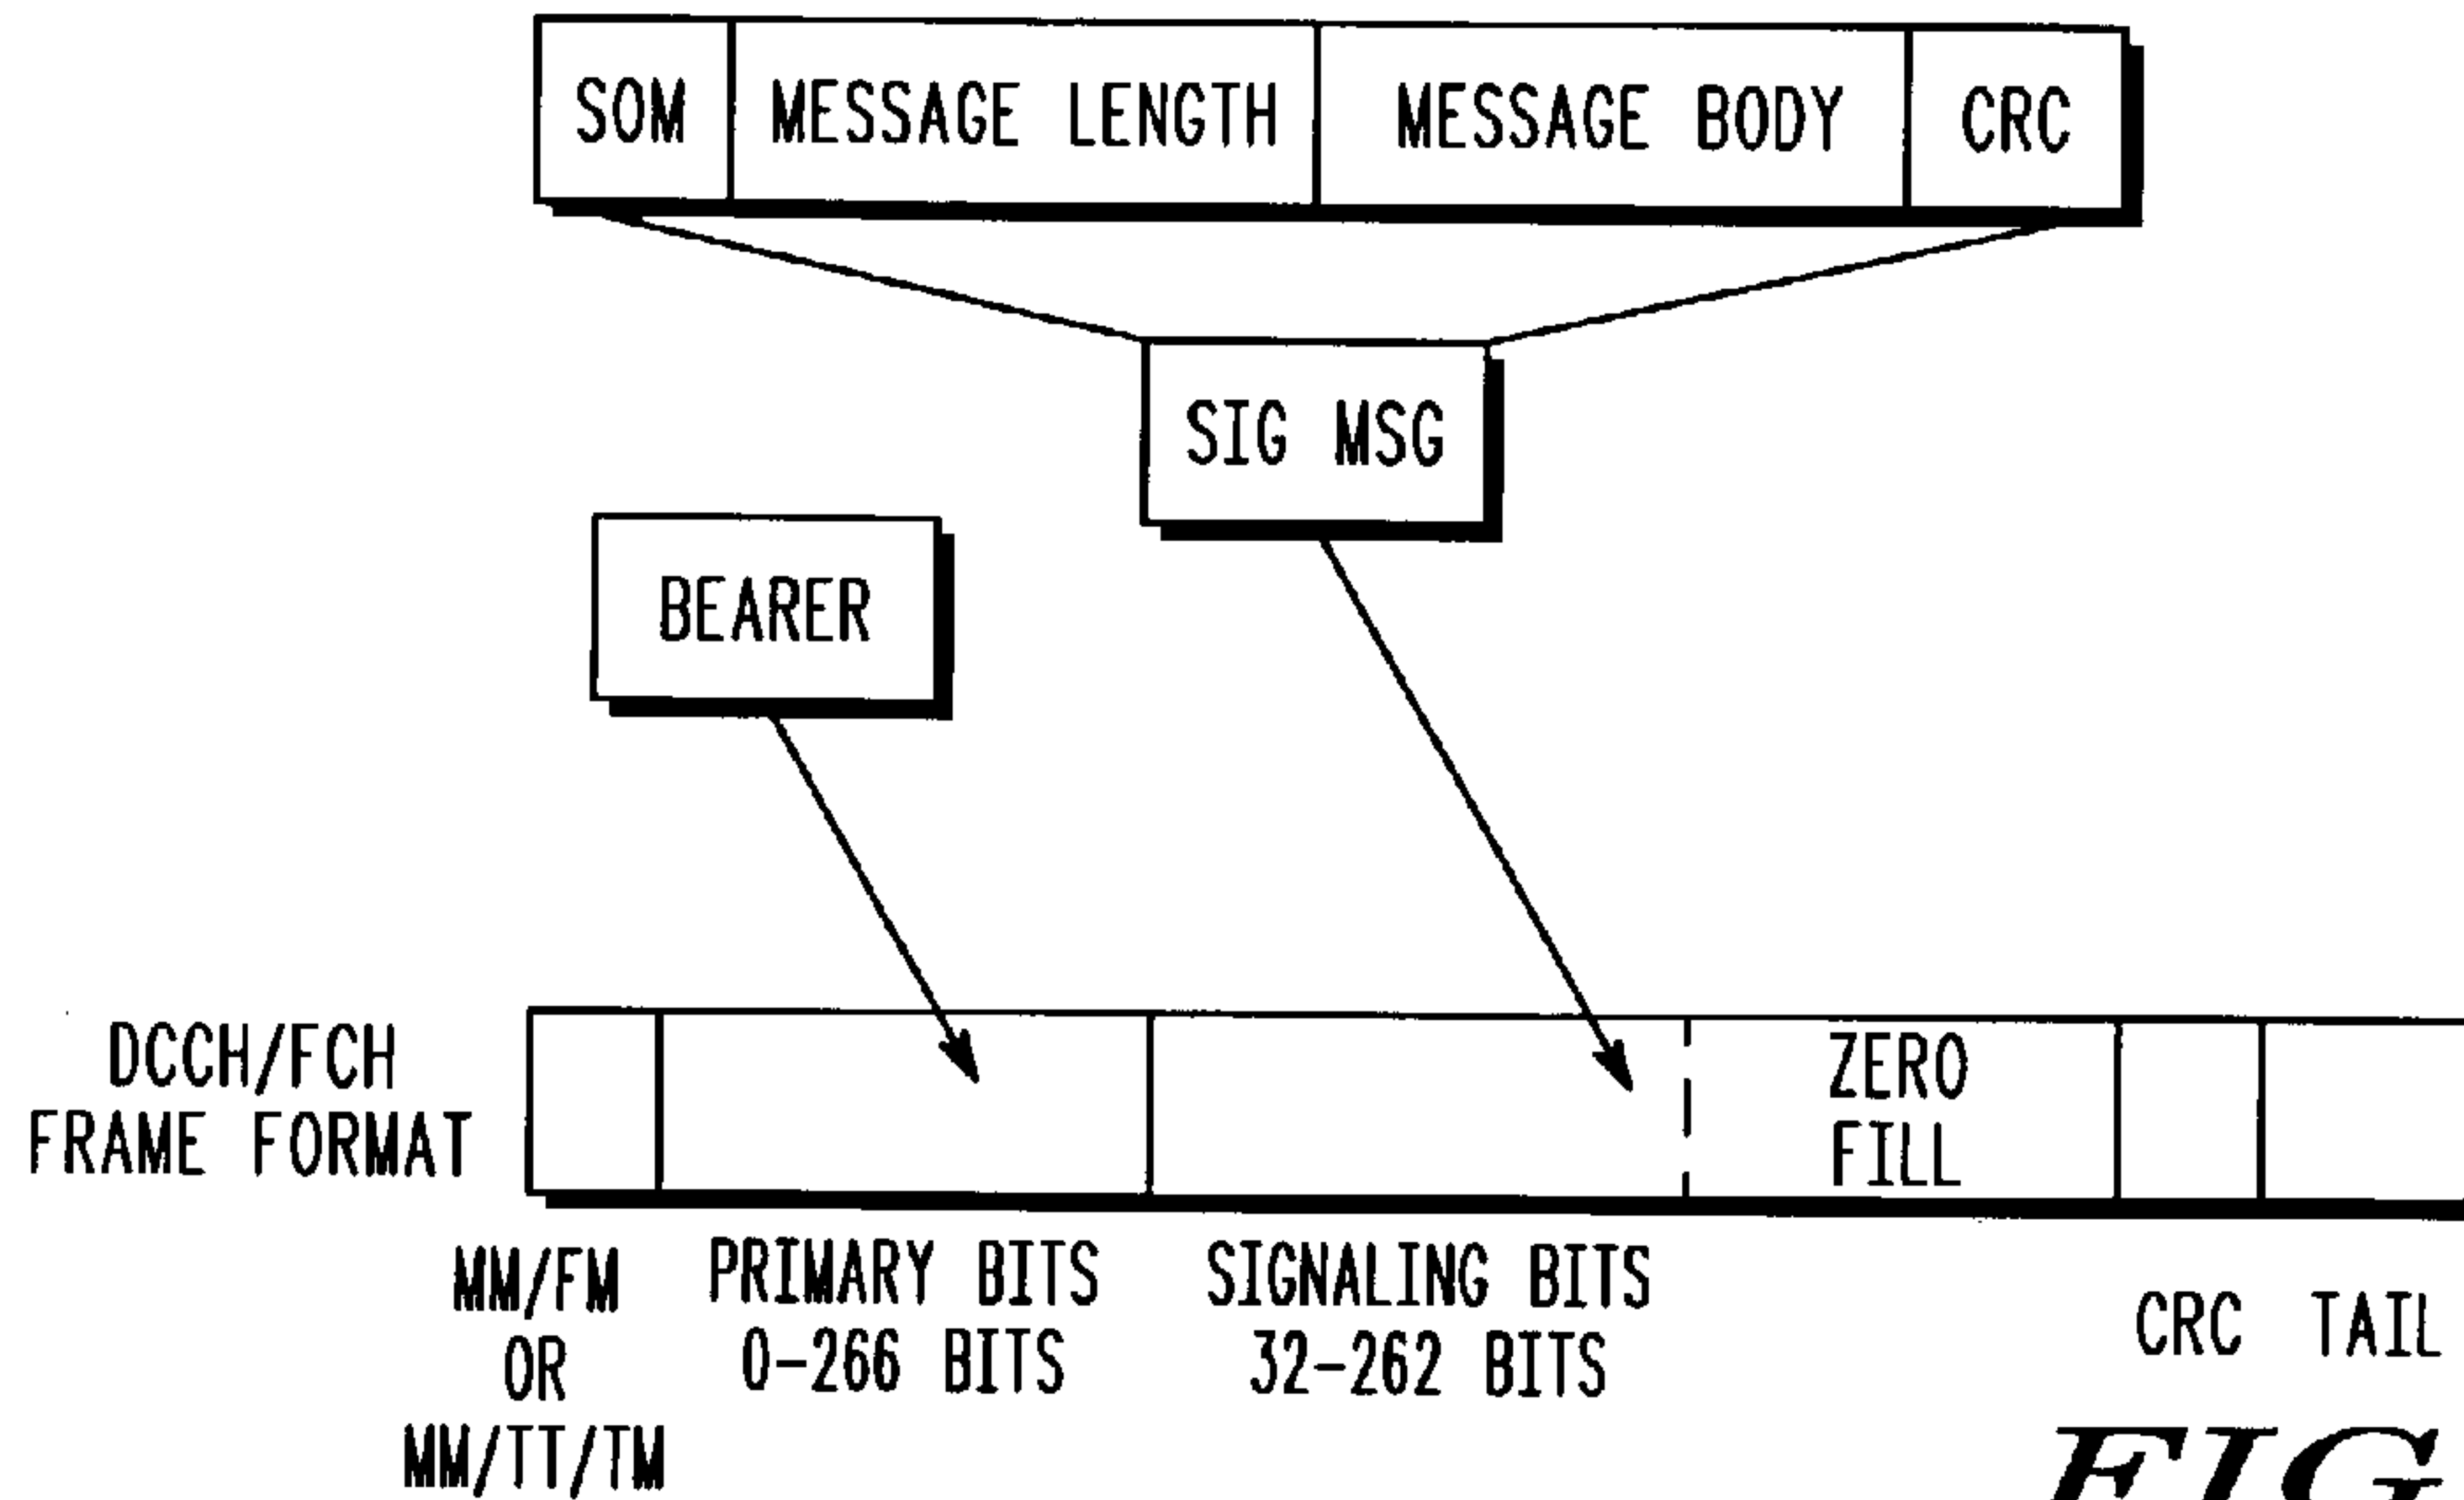 SOM MESSAGE LENGTH MESSAGE BODY CRC
SIG MSG
BEARER
DCCH/FCH
FRAME FORMAT
ZERO
FILL
MM/FM
OR
MM/TT/TM
PRIMARY BITS
0-266 BITS
SIGNALING BITS
32-262 BITS
CRC TAIL
FIG